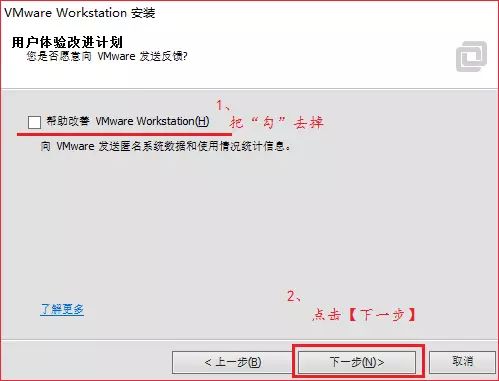 VMware Workstation 安装
用户体验改进计划
您是否愿意向 VMware 发送反馈?
1、
帮助改善 VMware Workstation(H)
把“勾”去掉
向 VMware 发送匿名系统数据和使用情况统计信息。
2、
了解更多
点击【下一步】
< 上一步(B)
下一步(N)>
取消